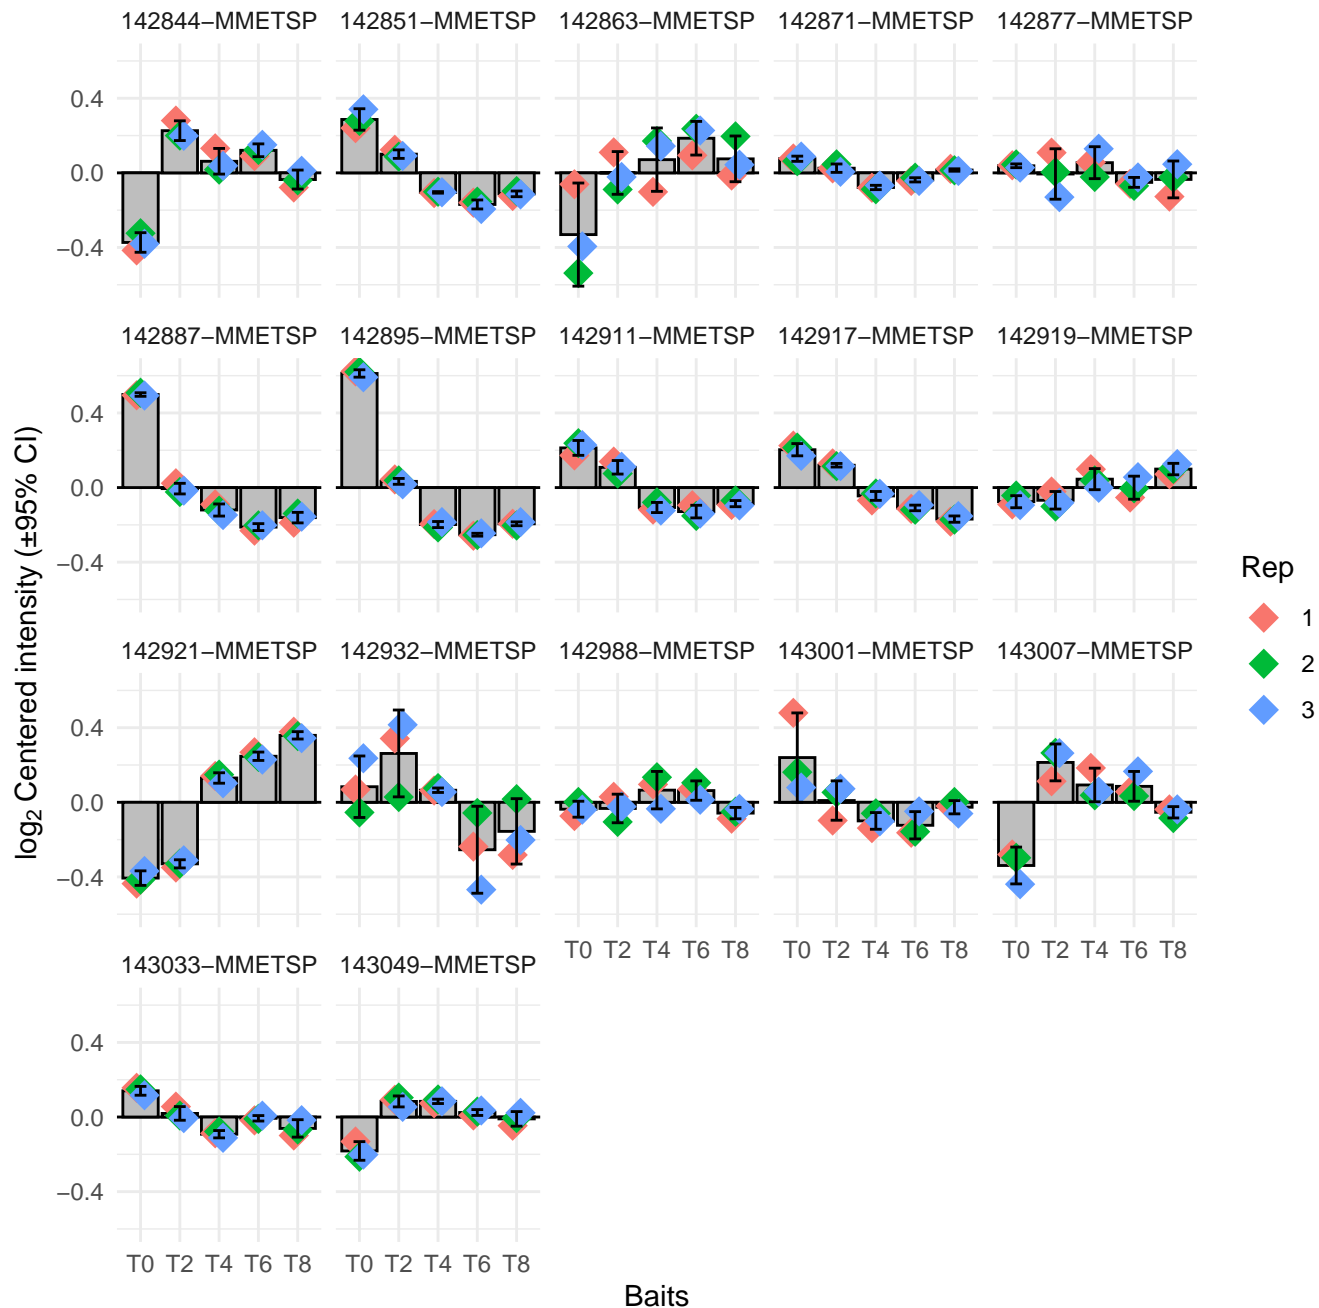 142844−MMETSP 142851−MMETSP 142863−MMETSP 142871−MMETSP 142877−MMETSP
0.4
0.0
−0.4
142887−MMETSP 142895−MMETSP 142911−MMETSP 142917−MMETSP 142919−MMETSP
0.4
0.0
−0.4
142921−MMETSP 142932−MMETSP 142988−MMETSP 143001−MMETSP 143007−MMETSP
0.4
0.0
−0.4
T0 T2 T4 T6 T8 T0 T2 T4 T6 T8 T0 T2 T4 T6 T8
143033−MMETSP 143049−MMETSP
0.4
0.0
−0.4
T0 T2 T4 T6 T8 T0 T2 T4 T6 T8
Baits
log2 Centered intensity (±95% CI)
Rep
1
2
3